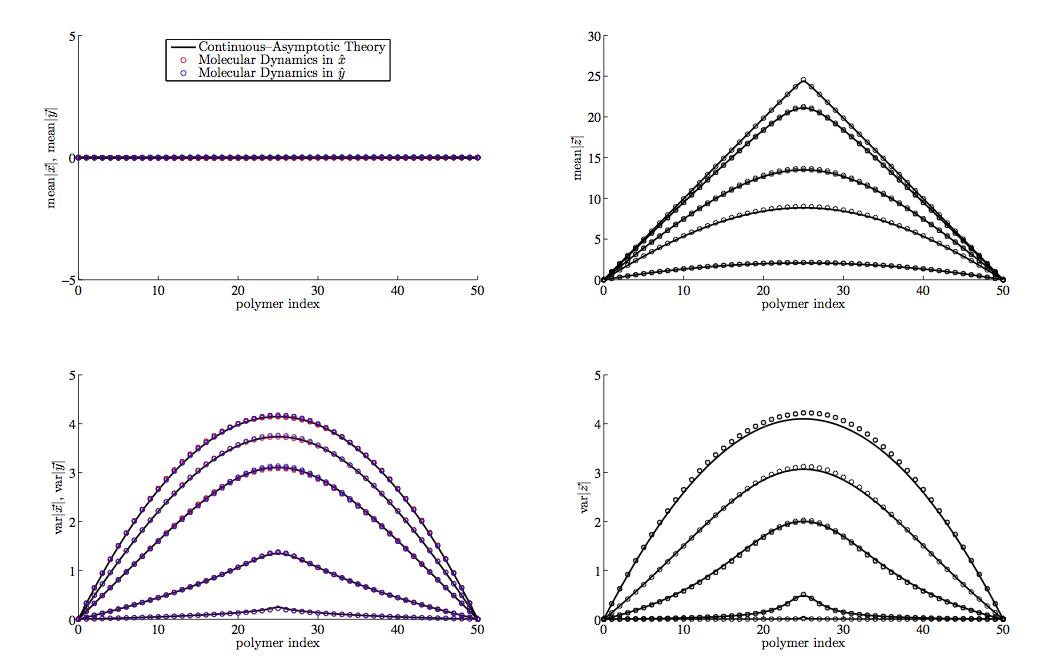 5
0
−5
mean|x⃗|, mean|y⃗|
Continuous–Asymptotic Theory
Molecular Dynamics in x̂
Molecular Dynamics in ŷ
0 10 20 30 40 50
polymer index
30
25
20
15
10
5
0
mean|z⃗|
0 10 20 30 40 50
polymer index
5
4
3
2
1
0
var|x⃗|, var|y⃗|
0 10 20 30 40 50
polymer index
5
4
3
2
1
0
var|z⃗|
0 10 20 30 40 50
polymer index